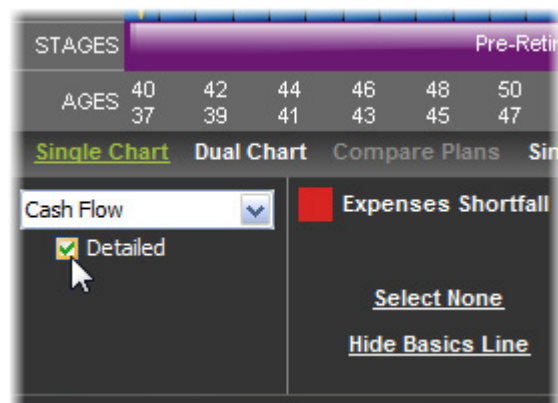 STAGES Pre-Retir
AGES 40 42 44 46 48 50
37 39 41 43 45 47
Single Chart Dual Chart Compare Plans Sin
Cash Flow
Expenses Shortfall
Detailed
Select None
Hide Basics Line